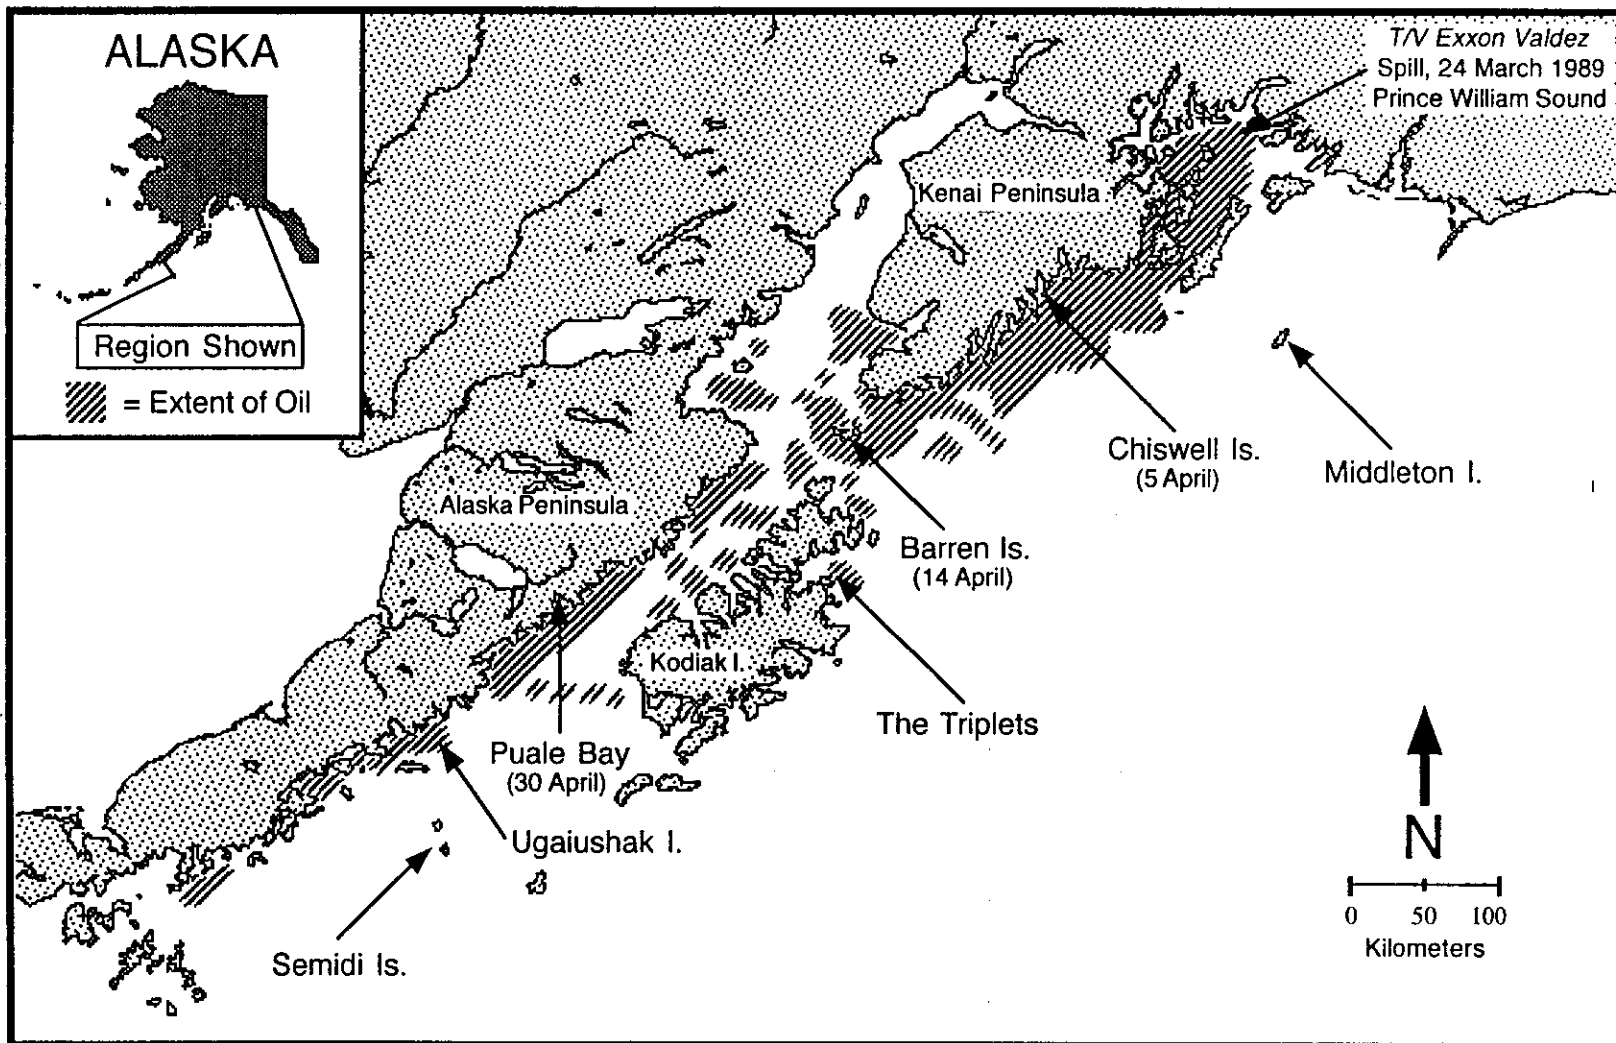 ALASKA
Region Shown
= Extent of Oil
T/V Exxon Valdez
Spill, 24 March 1989
Prince William Sound
Kenai Peninsula
Chiswell Is.
(5 April)
Middleton I.
Alaska Peninsula
Barren Is.
(14 April)
Kodiak I.
The Triplets
Puale Bay
(30 April)
Ugaiushak I.
Semidi Is.
N
0 50 100
Kilometers